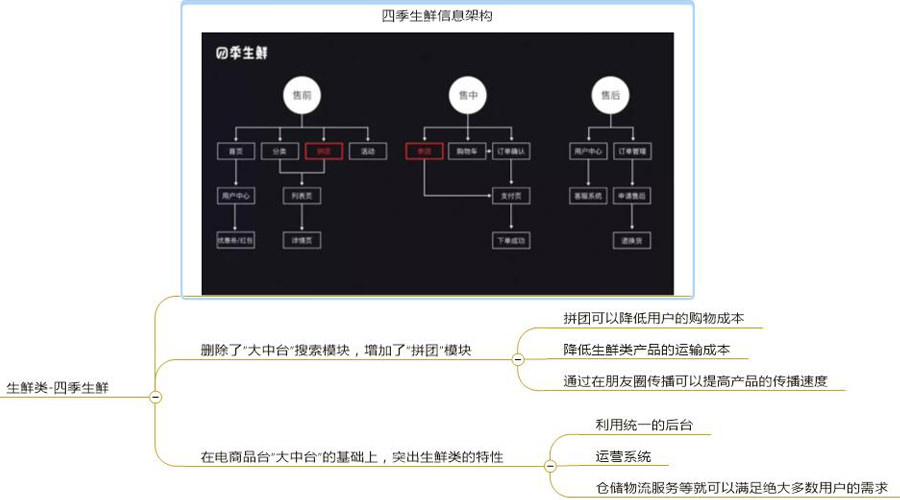 四季生鲜信息架构
四季生鲜
售前
售中
售后
首页
分类
拼团
活动
参团
购物车
订单确认
用户中心
订单管理
用户中心
列表页
支付页
客服系统
申请售后
优惠券/红包
详情页
下单成功
退换货
生鲜类-四季生鲜
删除了"大中台"搜索模块，增加了"拼团"模块
拼团可以降低用户的购物成本
降低生鲜类产品的运输成本
通过在朋友圈传播可以提高产品的传播速度
在电商品台"大中台"的基础上，突出生鲜类的特性
利用统一的后台
运营系统
仓储物流服务等就可以满足绝大多数用户的需求